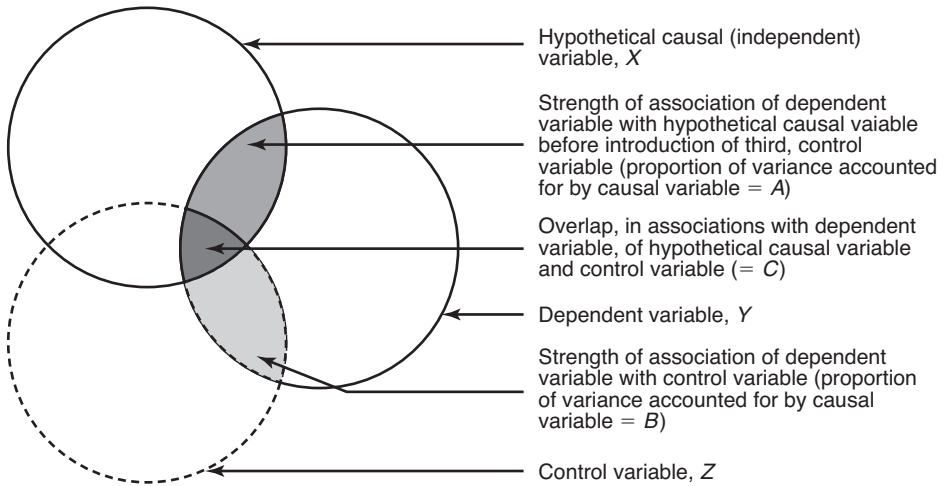 Hypothetical causal (independent)
variable, X
Strength of association of dependent
variable with hypothetical causal vaiable
before introduction of third, control
variable (proportion of variance accounted
for by causal variable = A)
Overlap, in associations with dependent
variable, of hypothetical causal variable
and control variable (= C)
Dependent variable, Y
Strength of association of dependent
variable with control variable (proportion
of variance accounted for by causal
variable = B)
Control variable, Z